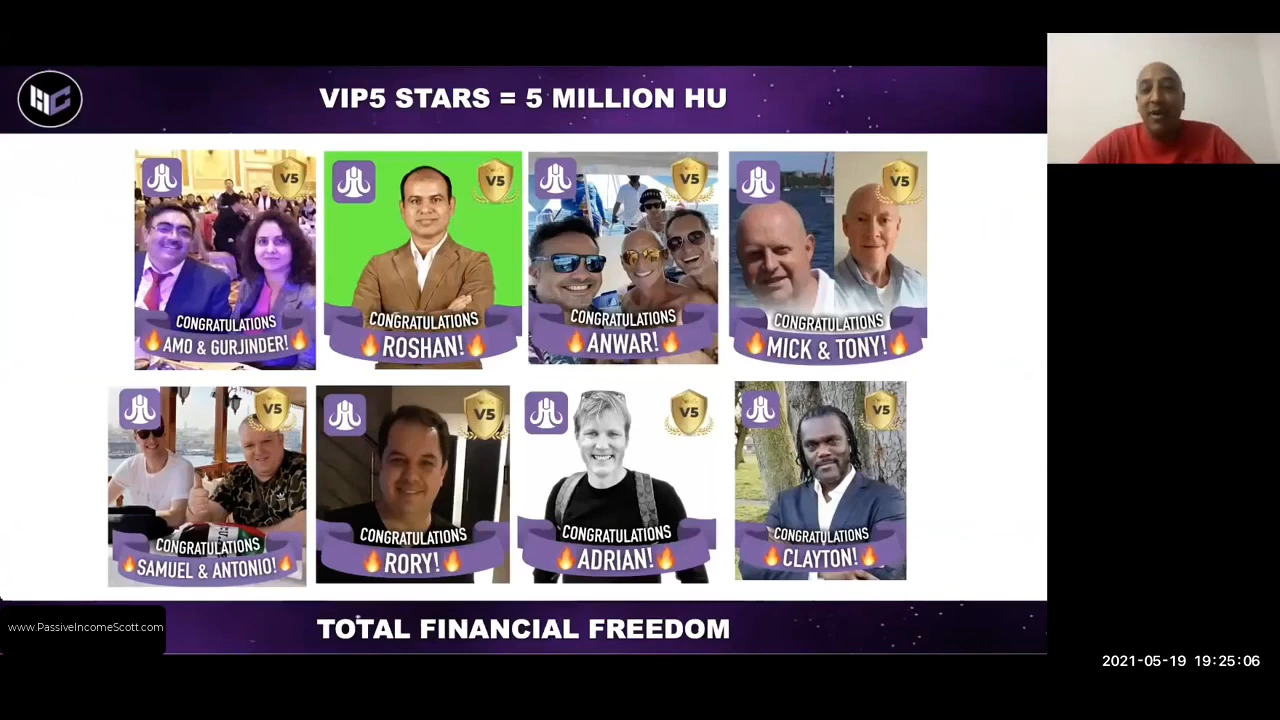 VIP5 STARS = 5 MILLION HU
HC
V5
CONGRATULATIONS
AMO & GURJINDER!
V5
CONGRATULATIONS
ROSHAN!
V5
CONGRATULATIONS
ANWAR!
V5
CONGRATULATIONS
MICK & TONY!
V5
CONGRATULATIONS
SAMUEL & ANTONIO!
V5
CONGRATULATIONS
RORY!
V5
CONGRATULATIONS
ADRIAN!
V5
CONGRATULATIONS
CLAYTON!
www.PassiveIncomeScott.com
TOTAL FINANCIAL FREEDOM
2021-05-19 19:25:06